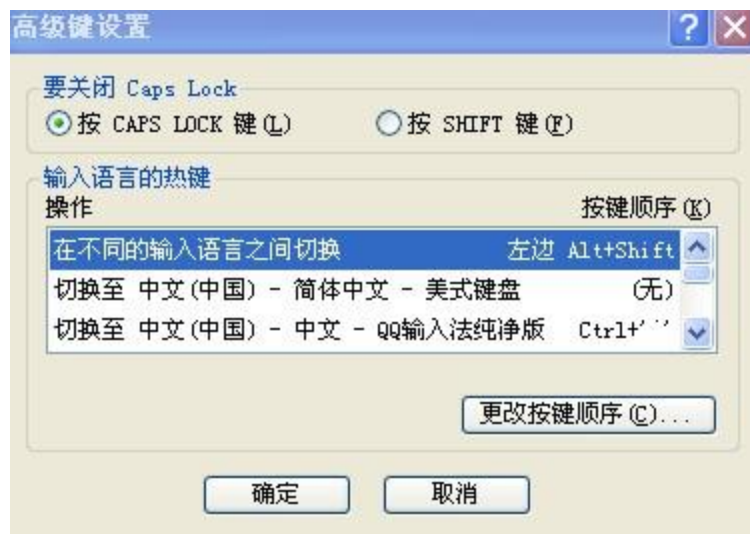 高级键设置
要关闭 Caps Lock
按 CAPS LOCK 键(L) 按 SHIFT 键(F)
输入语言的热键
操作 按键顺序(K)
在不同的输入语言之间切换 左边 Alt+Shift
切换至 中文(中国) - 简体中文 - 美式键盘 (无)
切换至 中文(中国) - 中文 - QQ输入法纯净版 Ctrl+'`'
更改按键顺序(C)...
确定 取消